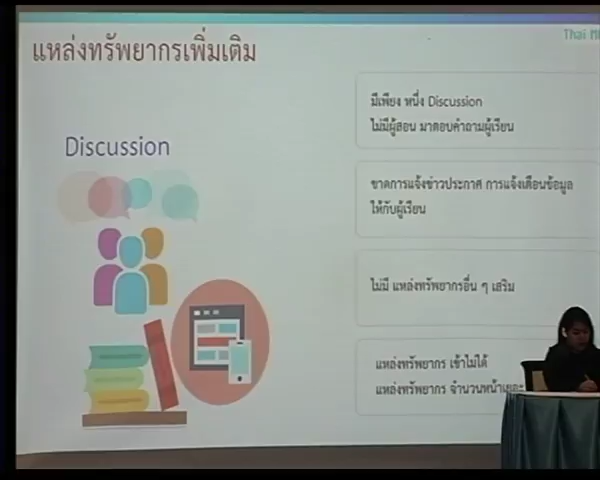 Thai M
แหล่งทรัพยากรเพิ่มเติม
Discussion
มีเพียง หนึ่ง Discussion
ไม่มีผู้สอน มาตอบคำถามผู้เรียน
ขาดการแจ้งข่าวประกาศ การแจ้งเตือนข้อมูล
ให้กับผู้เรียน
ไม่มี แหล่งทรัพยากรอื่น ๆ เสริม
แหล่งทรัพยากร เข้าไม่ได้
แหล่งทรัพยากร จำนวนหน้าเยอะ